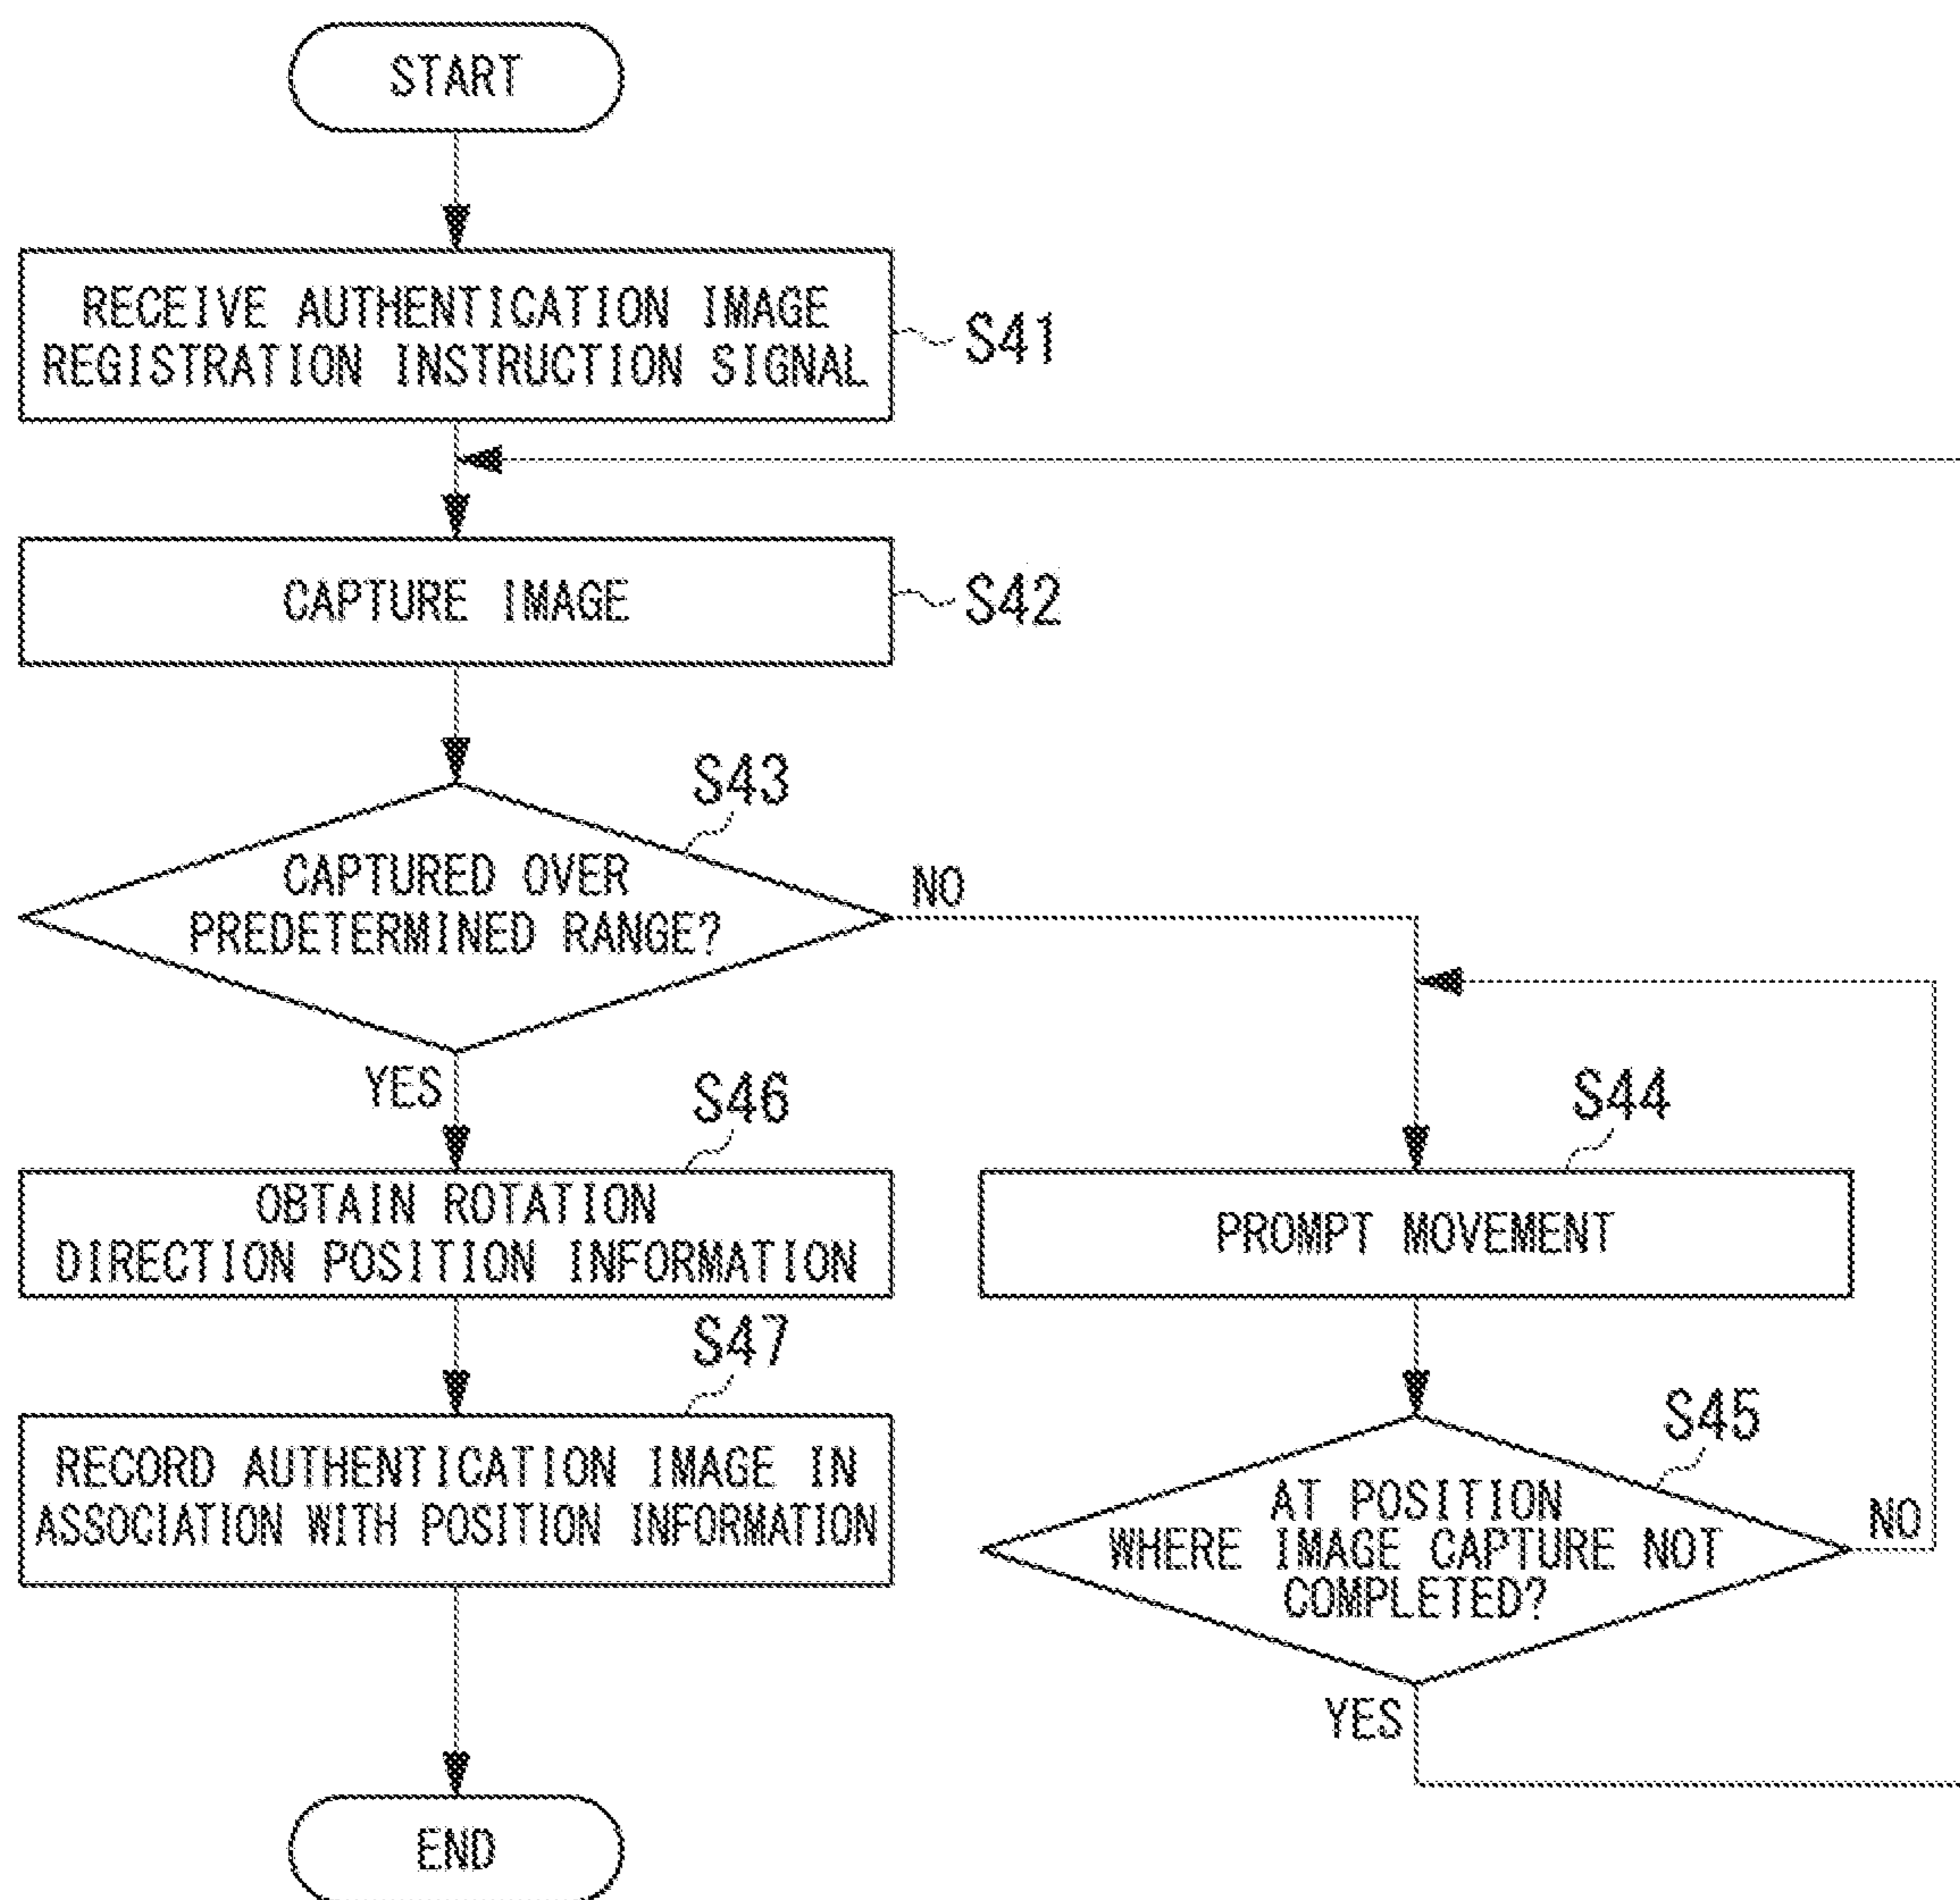 START
RECEIVE AUTHENTICATION IMAGE
REGISTRATION INSTRUCTION SIGNAL
S41
CAPTURE IMAGE
S42
S43
CAPTURED OVER
PREDETERMINED RANGE?
NO
YES
S46
OBTAIN ROTATION
DIRECTION POSITION INFORMATION
S44
PROMPT MOVEMENT
S47
RECORD AUTHENTICATION IMAGE IN
ASSOCIATION WITH POSITION INFORMATION
S45
AT POSITION
WHERE IMAGE CAPTURE NOT
COMPLETED?
NO
YES
END